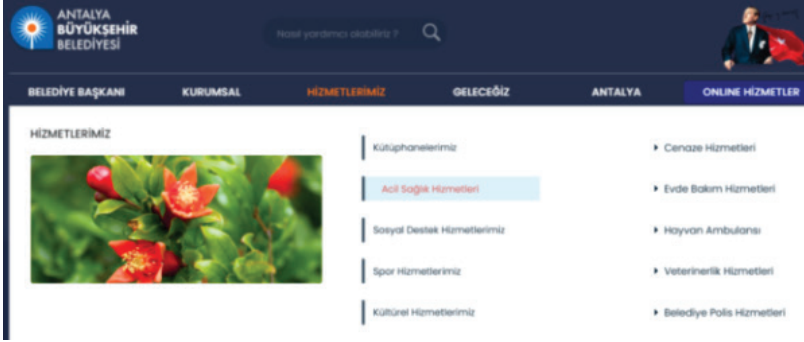 ANTALYA
BÜYÜKŞEHİR
BELEDİYESİ
Nasıl yardımcı olabiliriz ?
BELEDİYE BAŞKANI
KURUMSAL
HİZMETLERİMİZ
GELECEĞİZ
ANTALYA
ONLINE HİZMETLER
HİZMETLERİMİZ
Kütüphanelerimiz
Acil Sağlık Hizmetleri
Sosyal Destek Hizmetlerimiz
Spor Hizmetlerimiz
Kültürel Hizmetlerimiz
Cenaze Hizmetleri
Evde Bakım Hizmetleri
Hayvan Ambulansı
Veterinerlik Hizmetleri
Belediye Polis Hizmetleri